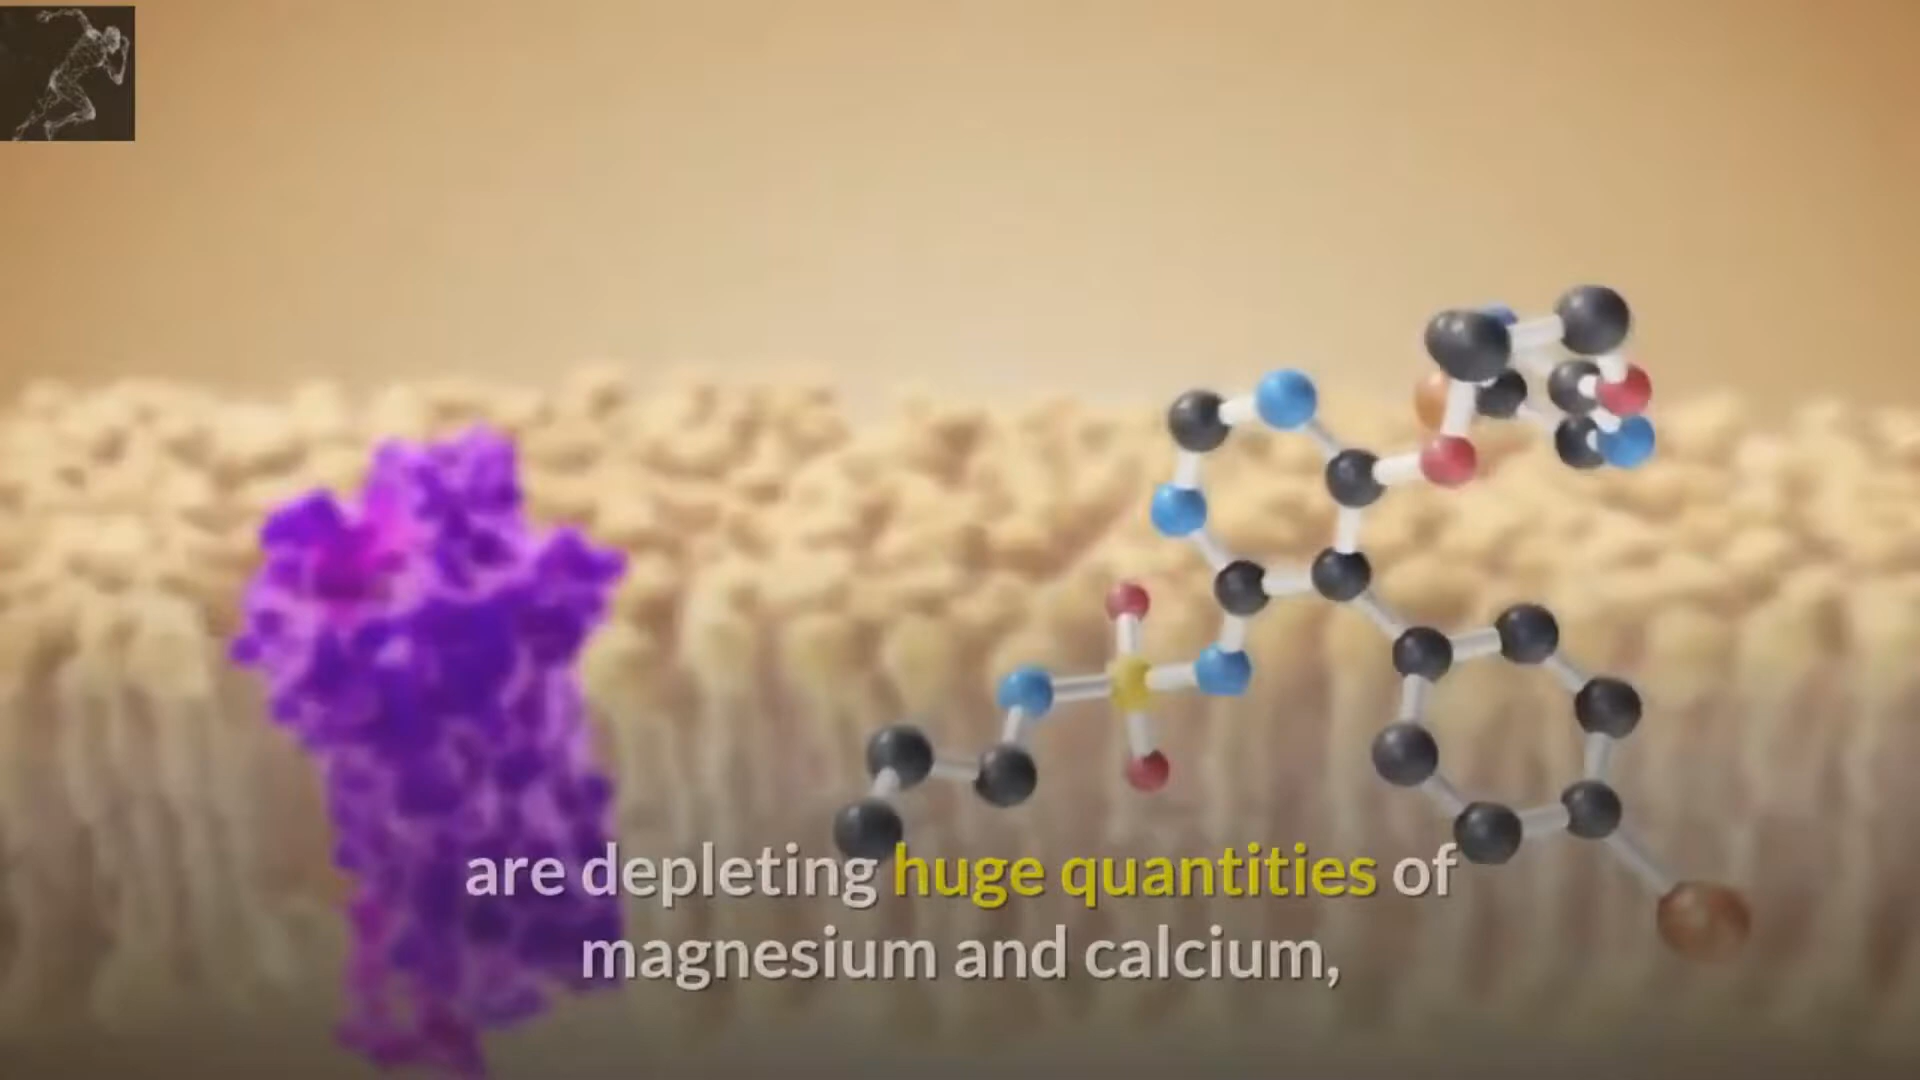 are depleting huge quantities of
magnesium and calcium,